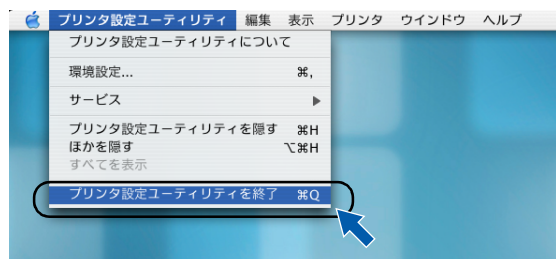 プリンタ設定ユーティリティ 編集 表示 プリンタ ウインドウ ヘルプ
プリンタ設定ユーティリティについて
環境設定... ⌘,
サービス ▶
プリンタ設定ユーティリティを隠す ⌘H
ほかを隠す ⌥⌘H
すべてを表示
プリンタ設定ユーティリティを終了 ⌘Q